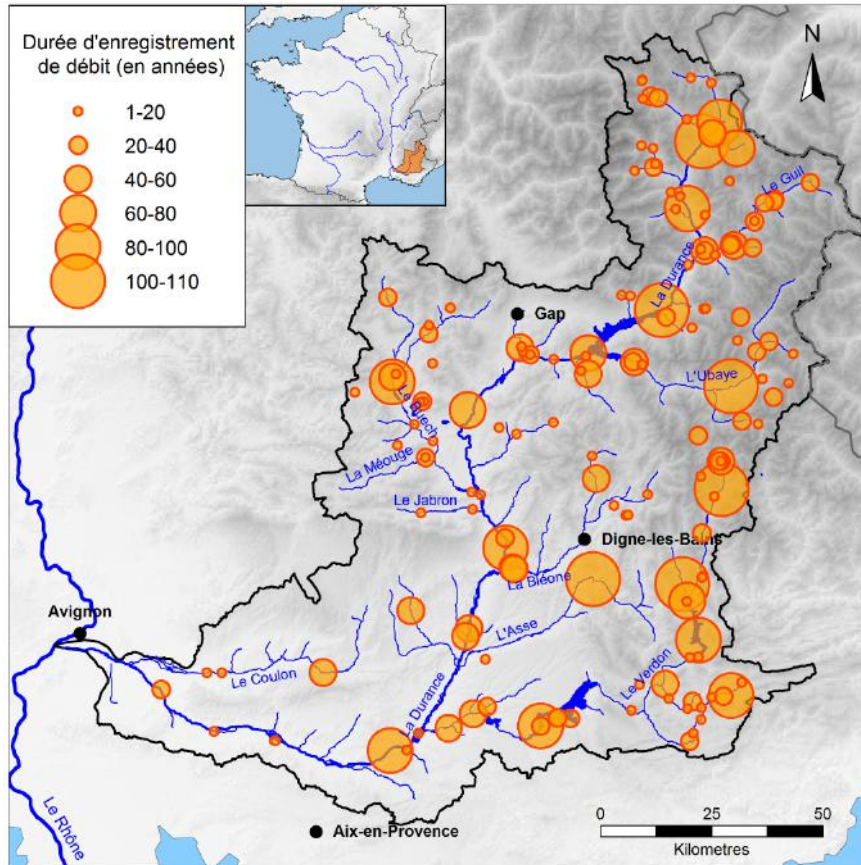 Durée d'enregistrement
de débit (en années)
1-20
20-40
40-60
60-80
80-100
100-110
N
Le Guil
La Durance
Gap
L'Ubaye
Le Buëch
La Méouge
Le Jabron
Digne-les-Bains
La Bléone
Avignon
L'Asse
Le Coulon
Le Verdon
La Durance
Le Rhône
Aix-en-Provence
0 25 50
Kilometres